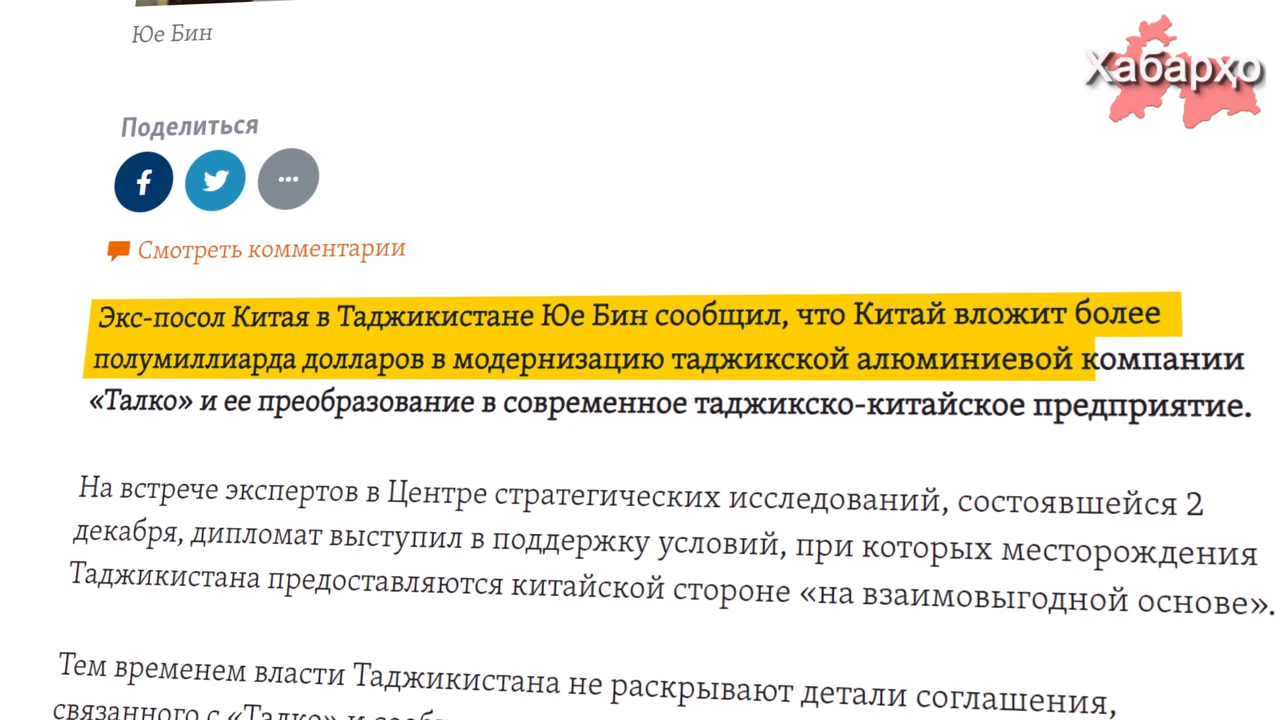 Юе Бин
Хабарҳо
Поделиться
Смотреть комментарии
Экс-посол Китая в Таджикистане Юе Бин сообщил, что Китай вложит более
полумиллиарда долларов в модернизацию таджикской алюминиевой компании
«Талко» и ее преобразование в современное таджикско-китайское предприятие.
На встрече экспертов в Центре стратегических исследований, состоявшейся 2
декабря, дипломат выступил в поддержку условий, при которых месторождения
Таджикистана предоставляются китайской стороне «на взаимовыгодной основе».
Тем временем власти Таджикистана не раскрывают детали соглашения,
связанного с «Талко» и